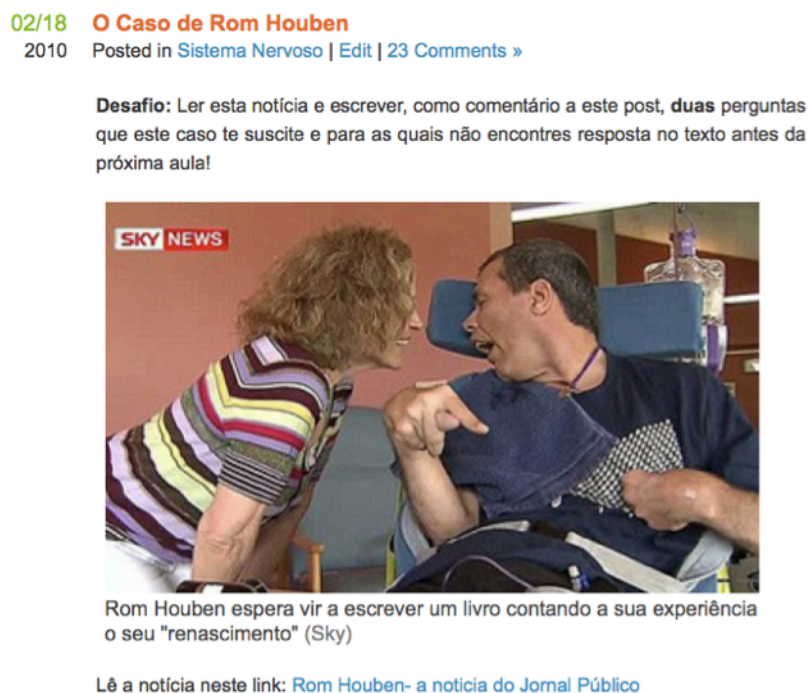 02/18 O Caso de Rom Houben
2010 Posted in Sistema Nervoso | Edit | 23 Comments »
Desafio: Ler esta notícia e escrever, como comentário a este post, duas perguntas
que este caso te suscite e para as quais não encontres resposta no texto antes da
próxima aula!
SKY NEWS
Rom Houben espera vir a escrever um livro contando a sua experiência
o seu "renascimento" (Sky)
Lê a notícia neste link: Rom Houben- a noticia do Jornal Público